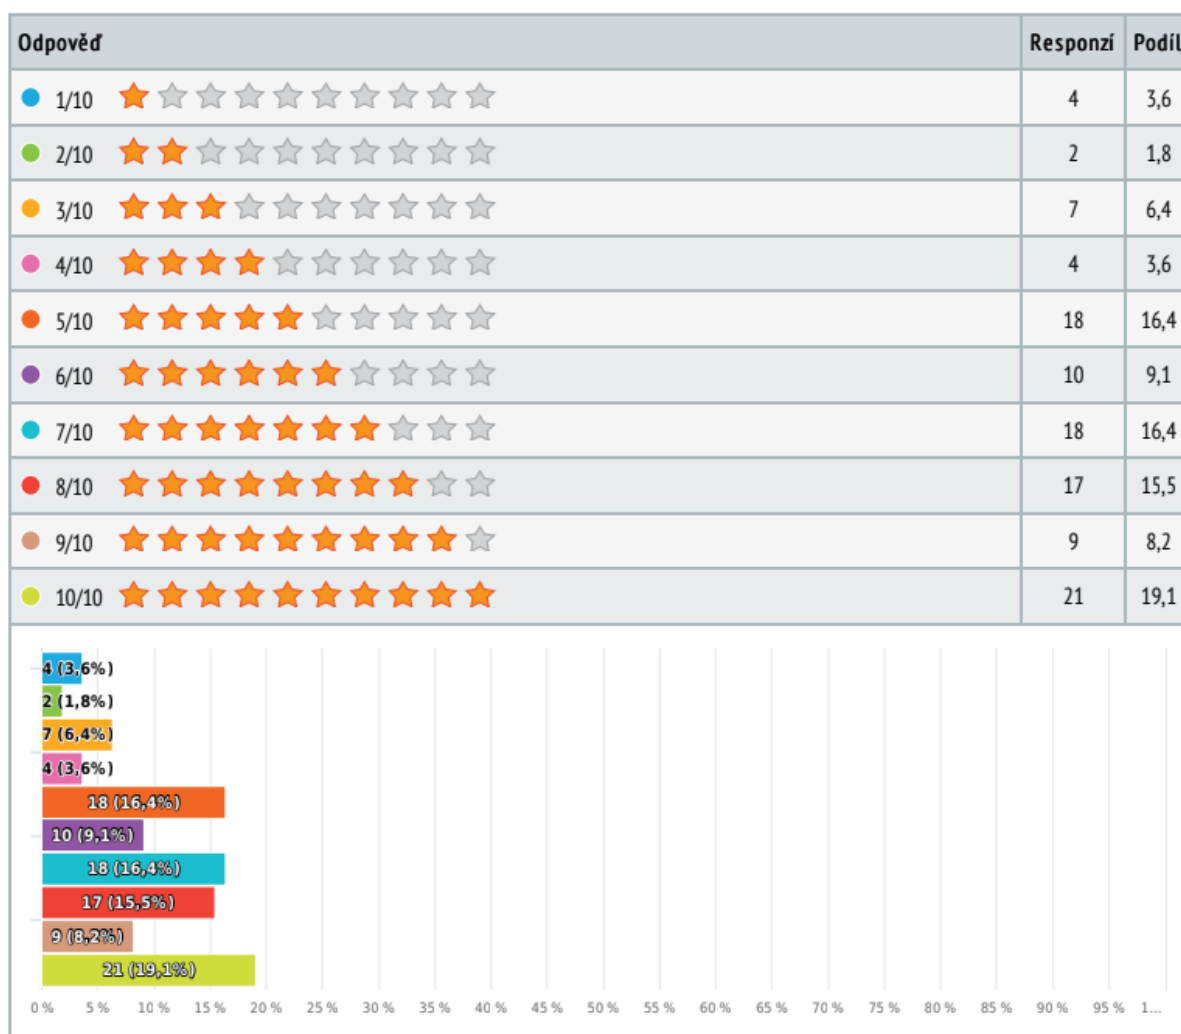 Odpověď Responzí Podíl
1/10 4 3,6
2/10 2 1,8
3/10 7 6,4
4/10 4 3,6
5/10 18 16,4
6/10 10 9,1
7/10 18 16,4
8/10 17 15,5
9/10 9 8,2
10/10 21 19,1
4 (3,6%)
2 (1,8%)
7 (6,4%)
4 (3,6%)
18 (16,4%)
10 (9,1%)
18 (16,4%)
17 (15,5%)
9 (8,2%)
21 (19,1%)
0 % 5 % 10 % 15 % 20 % 25 % 30 % 35 % 40 % 45 % 50 % 55 % 60 % 65 % 70 % 75 % 80 % 85 % 90 % 95 % 1...